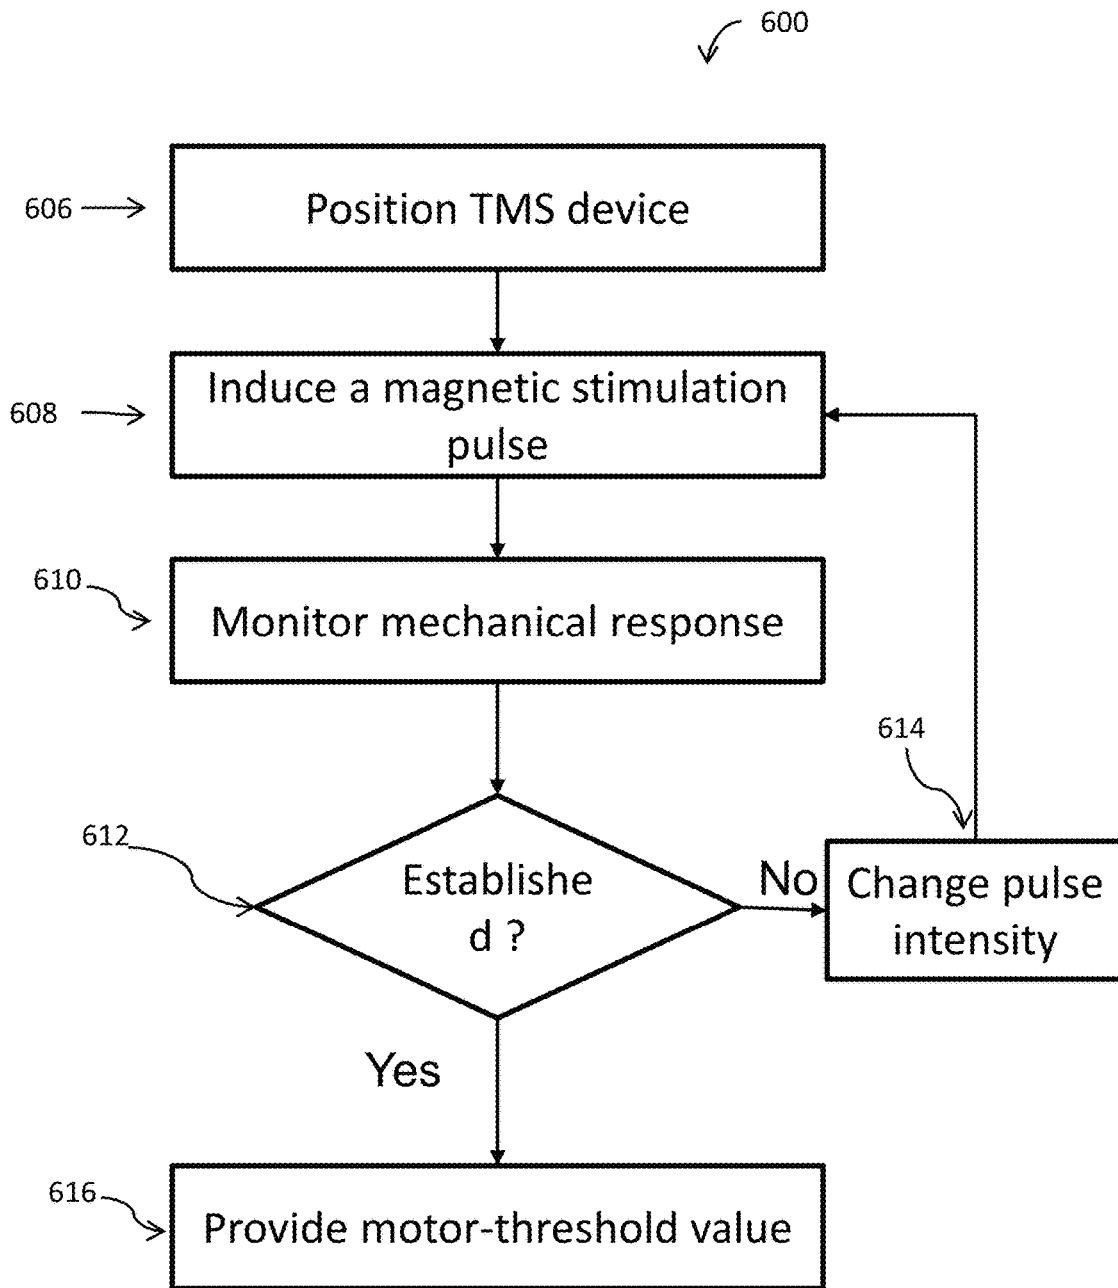 600
606
Position TMS device
608
Induce a magnetic stimulation
pulse
610
Monitor mechanical response
614
612
Establishe
d ?
No
Change pulse
intensity
Yes
616
Provide motor-threshold value